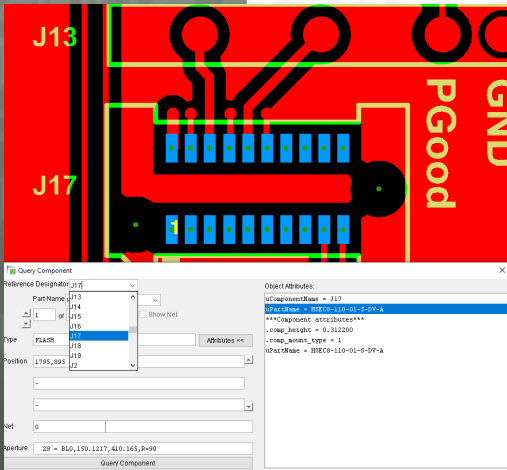 J13
PGood
GND
J17
1
Query Component
Reference Designator J17
Part Name
J13
J14
J15
J16
J17
J18
J19
J2
1 of
Show Net
Type FLASH
Attributes <<
Position 1795,895
-
-
Net 0
Aperture 29 = BL0,150.1217,410.165,R=90
Query Component
Object Attributes:
uComponentName = J17
uPartName = HSEC8-110-01-S-DV-A
***Component attributes***
.comp_height = 0.312200
.comp_mount_type = 1
uPartName = HSEC8-110-01-S-DV-A